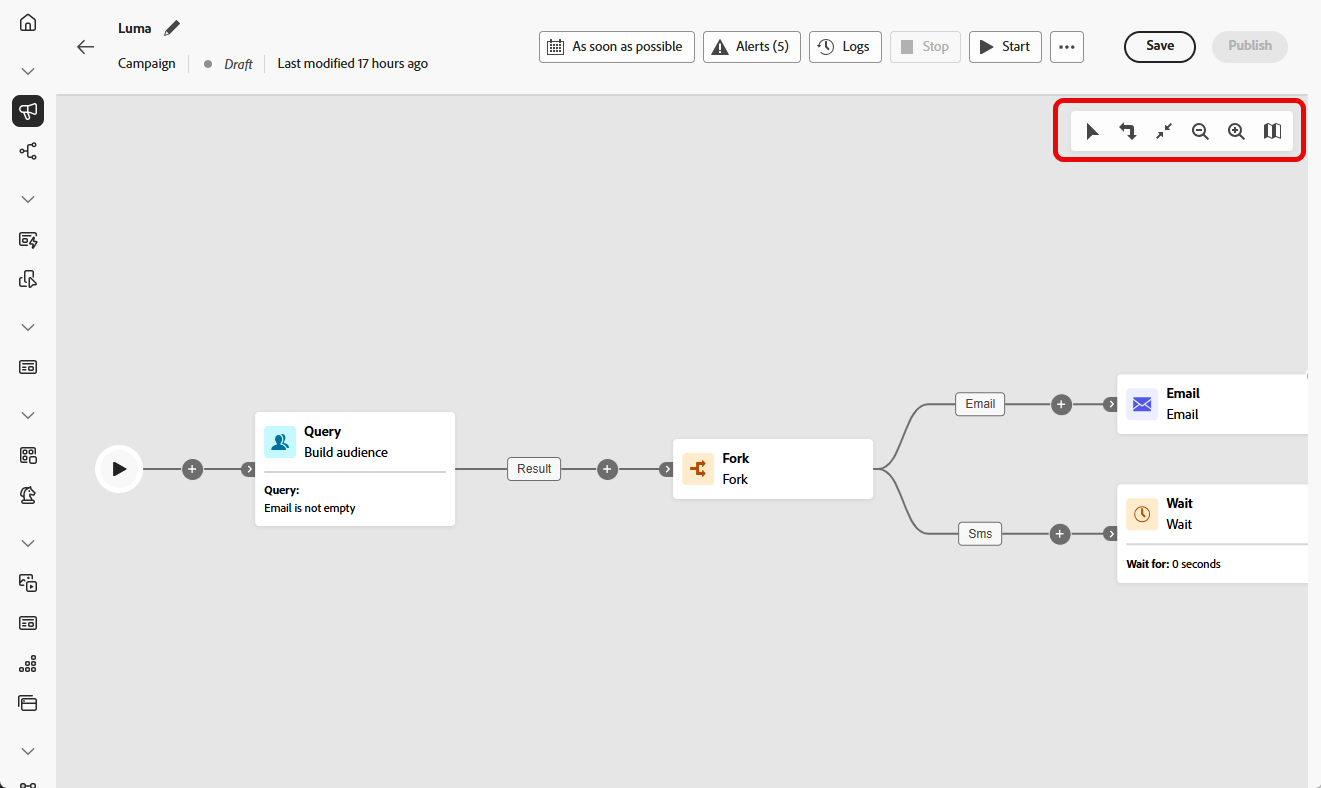 Luma
Campaign
Draft
Last modified 17 hours ago
As soon as possible
Alerts (5)
Logs
Stop
Start
Save
Publish
Query
Build audience
Query:
Email is not empty
Result
Fork
Fork
Email
Email
Email
Sms
Wait
Wait
Wait for: 0 seconds